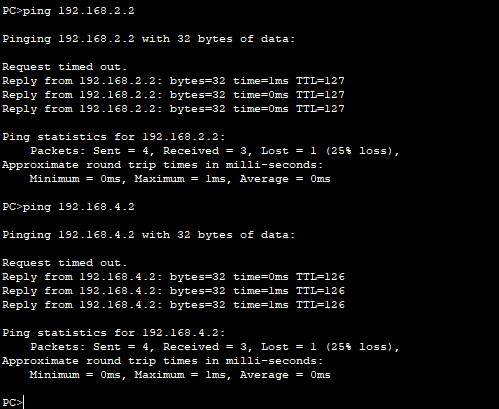 PC>ping 192.168.2.2
Pinging 192.168.2.2 with 32 bytes of data:
Request timed out.
Reply from 192.168.2.2: bytes=32 time=1ms TTL=127
Reply from 192.168.2.2: bytes=32 time=0ms TTL=127
Reply from 192.168.2.2: bytes=32 time=0ms TTL=127
Ping statistics for 192.168.2.2:
    Packets: Sent = 4, Received = 3, Lost = 1 (25% loss),
Approximate round trip times in milli-seconds:
    Minimum = 0ms, Maximum = 1ms, Average = 0ms
PC>ping 192.168.4.2
Pinging 192.168.4.2 with 32 bytes of data:
Request timed out.
Reply from 192.168.4.2: bytes=32 time=0ms TTL=126
Reply from 192.168.4.2: bytes=32 time=1ms TTL=126
Reply from 192.168.4.2: bytes=32 time=1ms TTL=126
Ping statistics for 192.168.4.2:
    Packets: Sent = 4, Received = 3, Lost = 1 (25% loss),
Approximate round trip times in milli-seconds:
    Minimum = 0ms, Maximum = 1ms, Average = 0ms
PC>